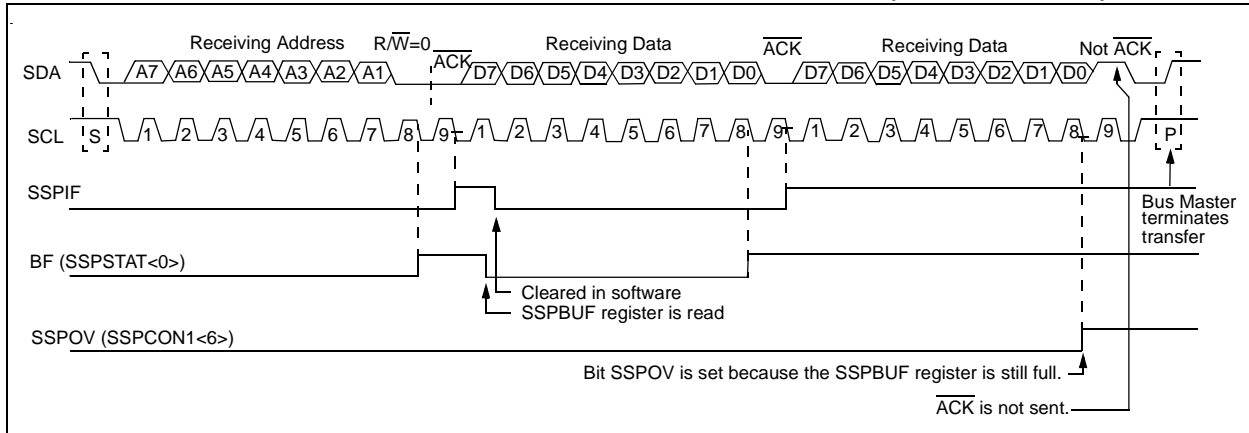 Receiving Address R/W=0 ACK Receiving Data ACK Receiving Data Not ACK
SDA A7 A6 A5 A4 A3 A2 A1 D7 D6 D5 D4 D3 D2 D1 D0 D7 D6 D5 D4 D3 D2 D1 D0
SCL S 1 2 3 4 5 6 7 8 9 1 2 3 4 5 6 7 8 9 1 2 3 4 5 6 7 8 9 P
SSPIF
Bus Master
terminates
transfer
BF (SSPSTAT<0>)
Cleared in software
SSPBUF register is read
SSPOV (SSPCON1<6>)
Bit SSPOV is set because the SSPBUF register is still full.
ACK is not sent.